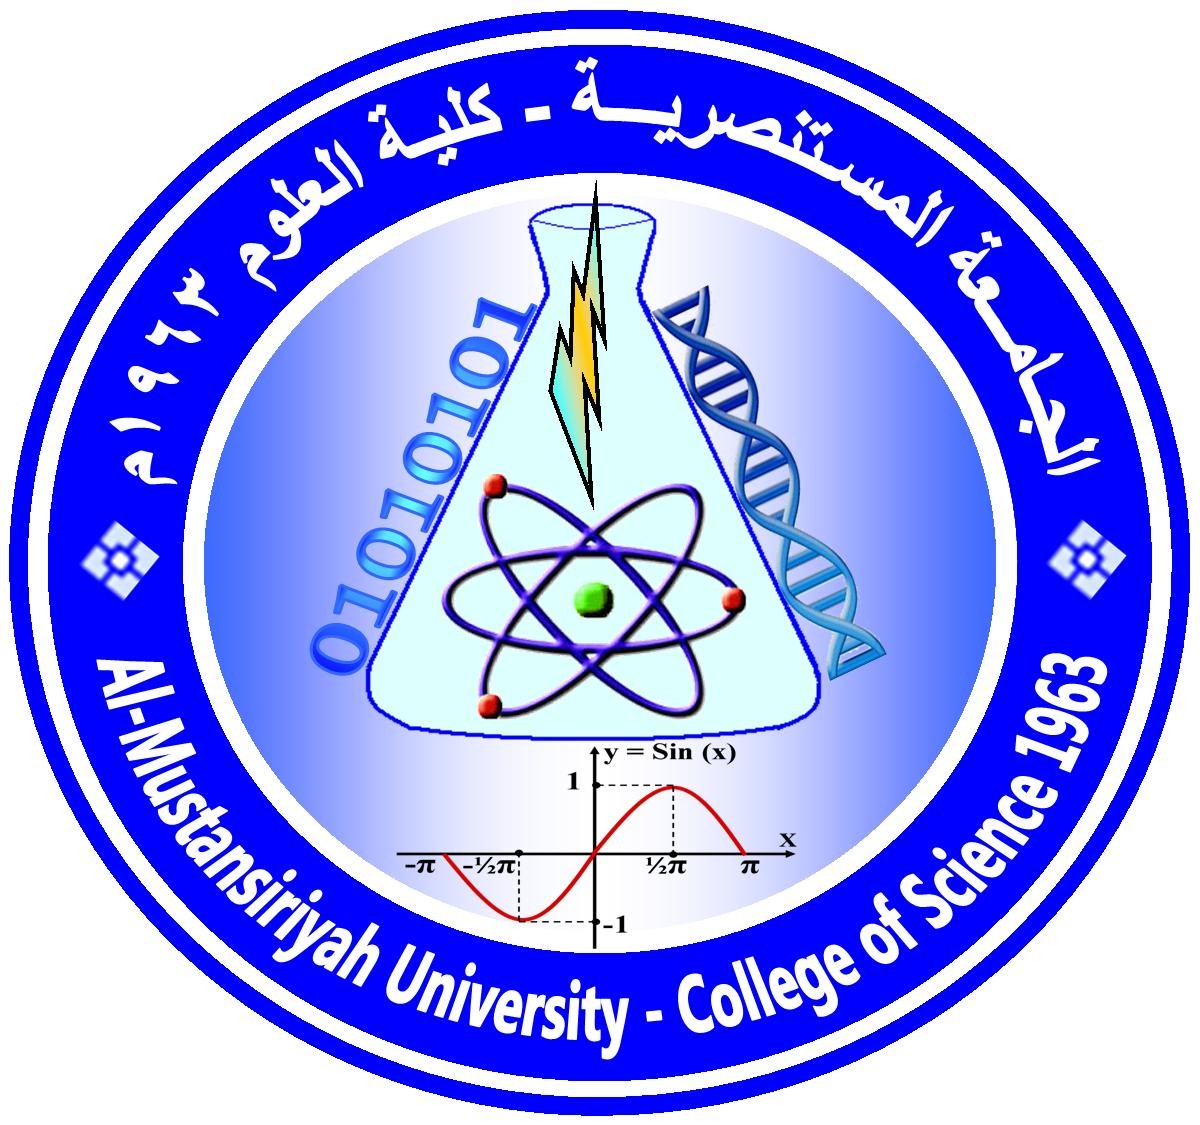 الجامعة المستنصرية - كلية العلوم ١٩٦٣م
01010101
y = Sin (x)
1
x
-π -½π ½π π
-1
Al-Mustansiriyah University - College of Science 1963